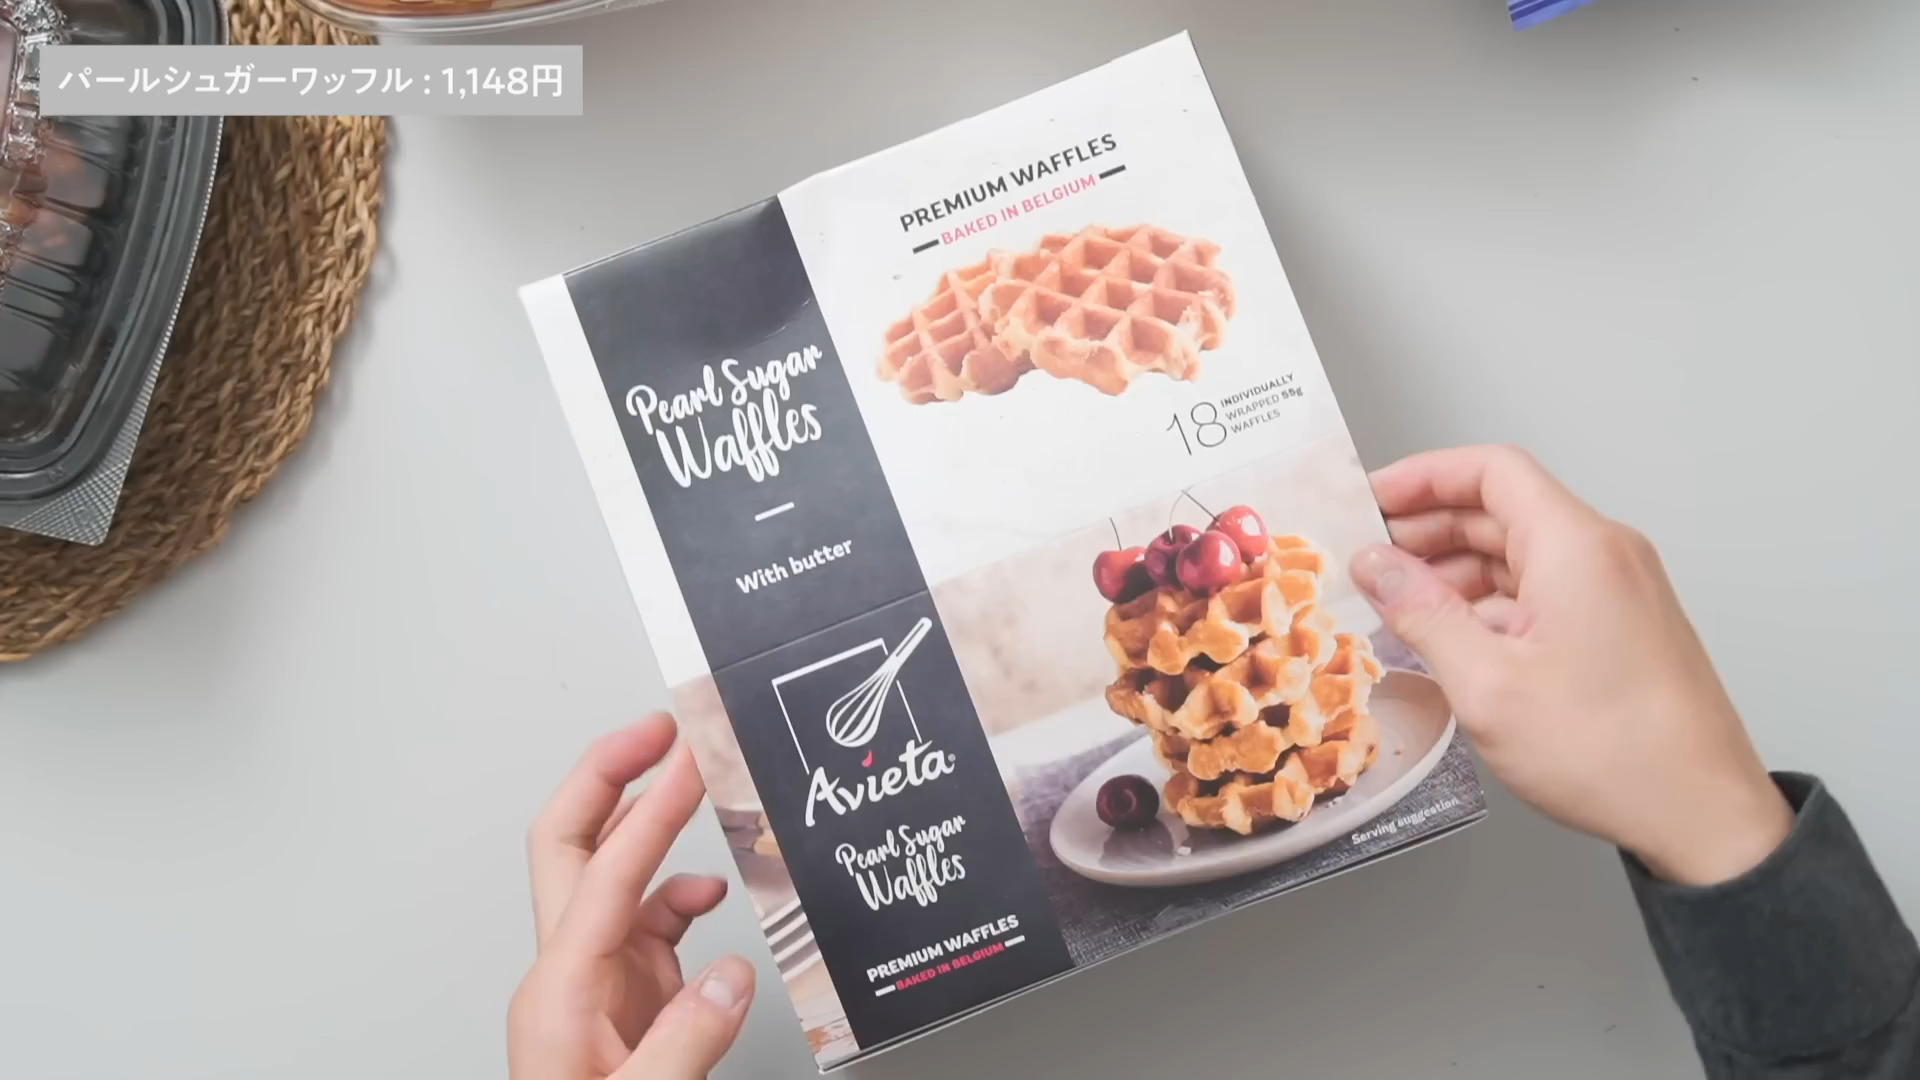 パールシュガーワッフル : 1,148円
PREMIUM WAFFLES
BAKED IN BELGIUM
18 INDIVIDUALLY
WRAPPED 55g
WAFFLES
Pearl Sugar
Waffles
With butter
Avieta
Pearl Sugar
Waffles
PREMIUM WAFFLES
BAKED IN BELGIUM
Serving suggestion